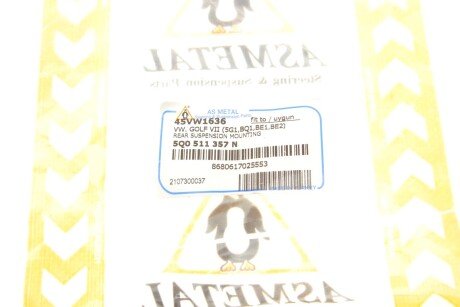 ASMETAL
Steering & Suspension Parts
AS METAL
45VW1636 fit to / uygun
VW. GOLF VII (5G1,BQ1,BE1,BE2)
REAR SUSPENSION MOUNTING
5Q0 511 357 N
8680617025553
2107300037
ASMETAL